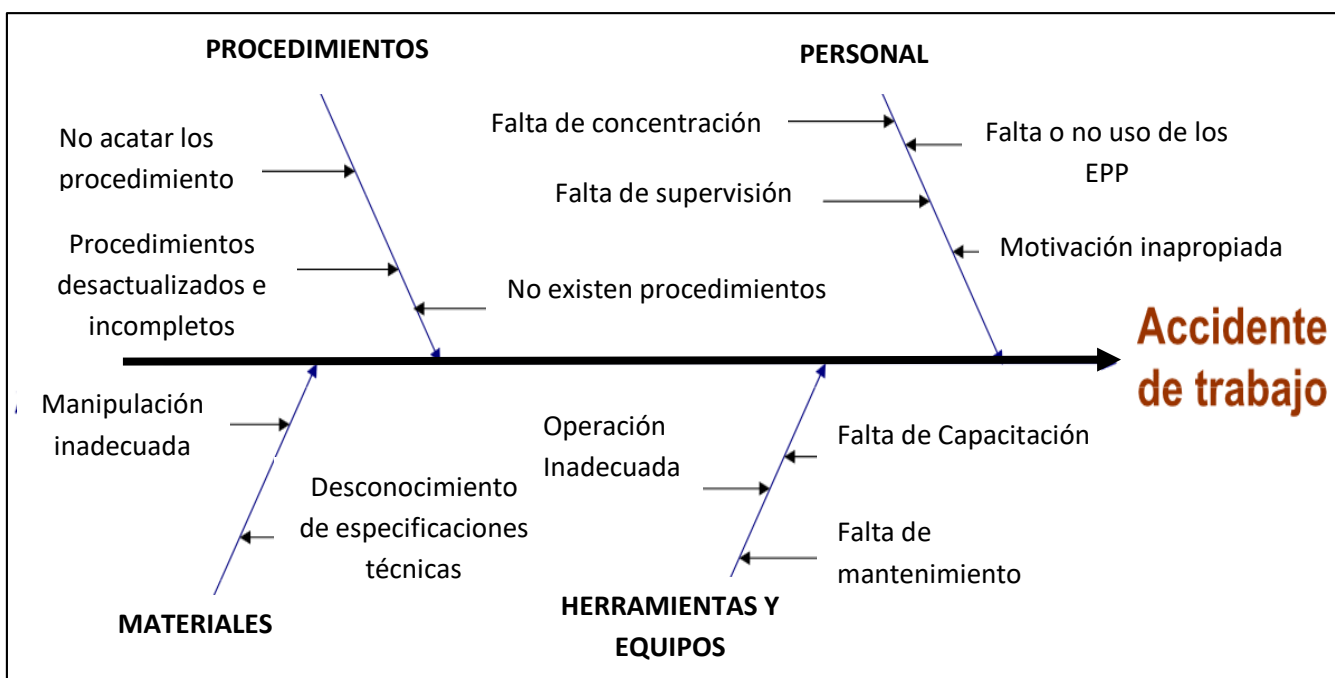 PROCEDIMIENTOS
PERSONAL
No acatar los
procedimiento
Procedimientos
desactualizados e
incompletos
No existen procedimientos
Falta de concentración
Falta de supervisión
Falta o no uso de los
EPP
Motivación inapropiada
Accidente
de trabajo
Manipulación
inadecuada
Desconocimiento
de especificaciones
técnicas
MATERIALES
Operación
Inadecuada
Falta de Capacitación
Falta de
mantenimiento
HERRAMIENTAS Y
EQUIPOS